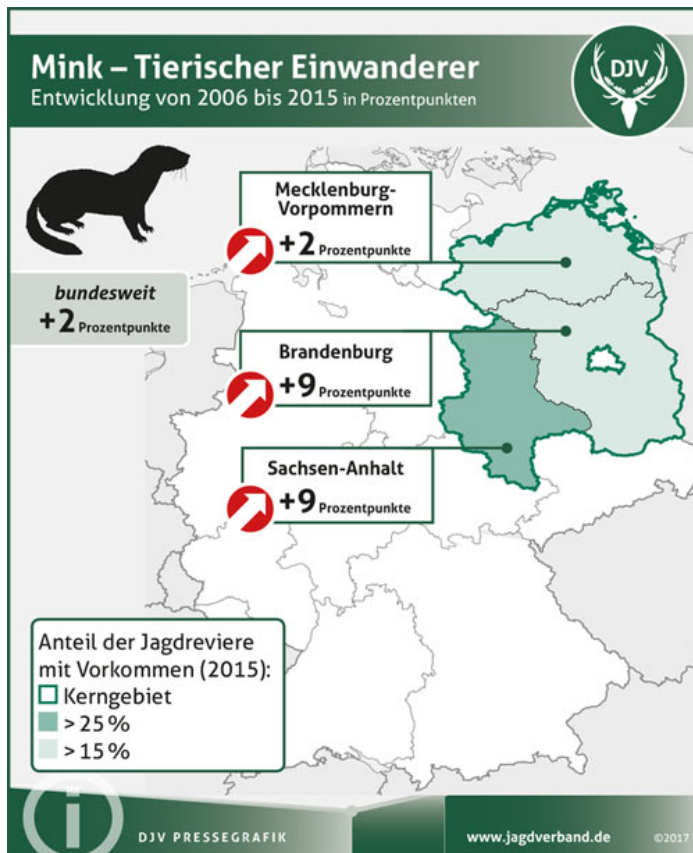 Mink – Tierischer Einwanderer
Entwicklung von 2006 bis 2015 in Prozentpunkten
DJV
Mecklenburg-
Vorpommern
+2 Prozentpunkte
bundesweit
+2 Prozentpunkte
Brandenburg
+9 Prozentpunkte
Sachsen-Anhalt
+9 Prozentpunkte
Anteil der Jagdreviere
mit Vorkommen (2015):
Kerngebiet
> 25 %
> 15 %
i
DJV PRESSEGRAFIK
www.jagdverband.de
©2017